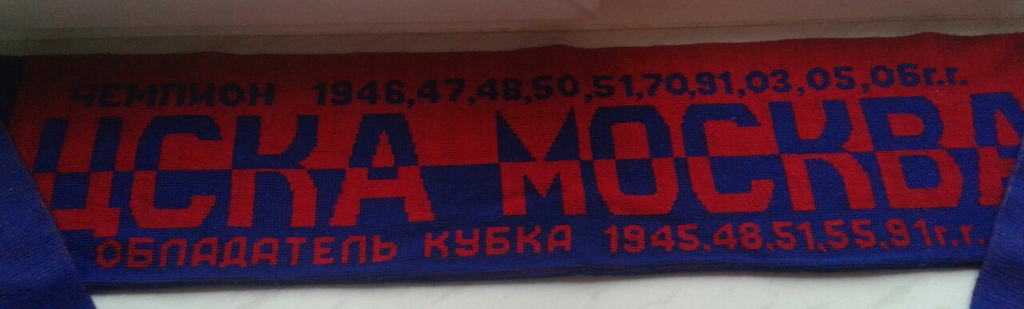 ЧЕМПИОН 1946,47,48,50,51,70,91,03,05,06г.г.
ЦСКА МОСКВА
ОБЛАДАТЕЛЬ КУБКА 1945,48,51,55,91г.г.